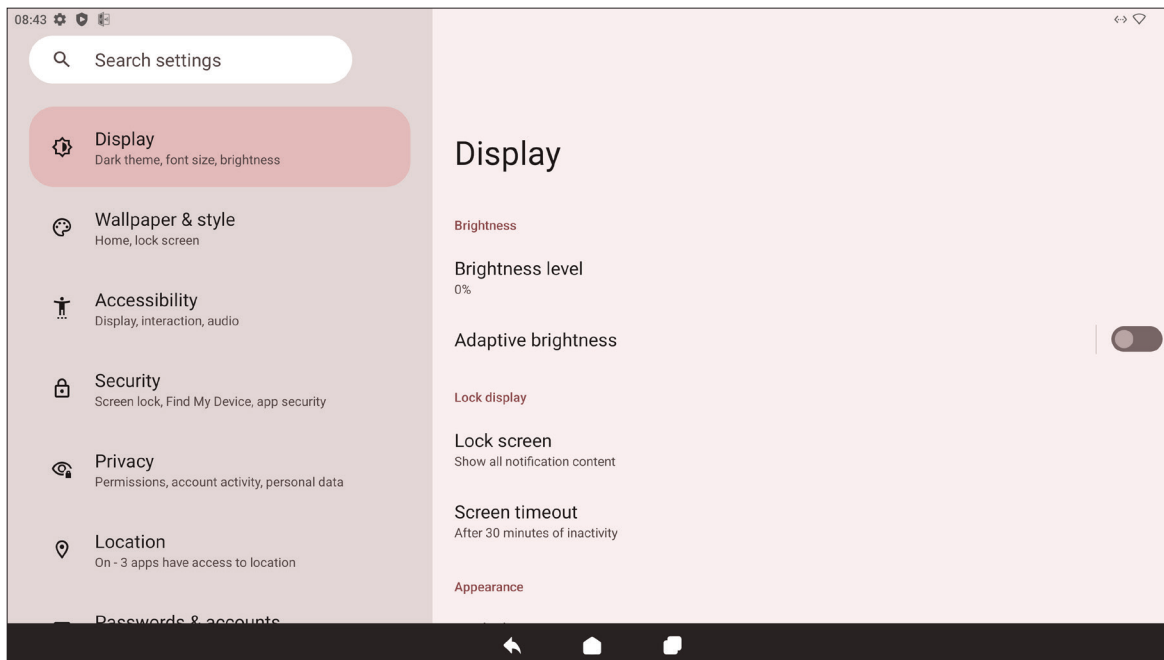 08:43
Search settings
Display
Dark theme, font size, brightness
Wallpaper & style
Home, lock screen
Accessibility
Display, interaction, audio
Security
Screen lock, Find My Device, app security
Privacy
Permissions, account activity, personal data
Location
On - 3 apps have access to location
Passwords & accounts
Display
Brightness
Brightness level
0%
Adaptive brightness
Lock display
Lock screen
Show all notification content
Screen timeout
After 30 minutes of inactivity
Appearance